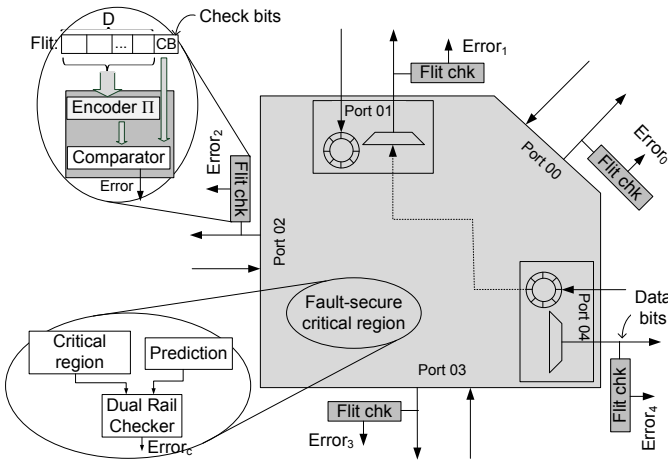 D
Check bits
Flit:
...
CB
Encoder Π
Comparator
Error
Error₂
Flit chk
Error₁
Flit chk
Port 01
Port 00
Error₀
Flit chk
Port 02
Fault-secure
critical region
Port 04
Data
bits
Port 03
Flit chk
Error₄
Flit chk
Error₃
Critical
region
Prediction
Dual Rail
Checker
Error꜀